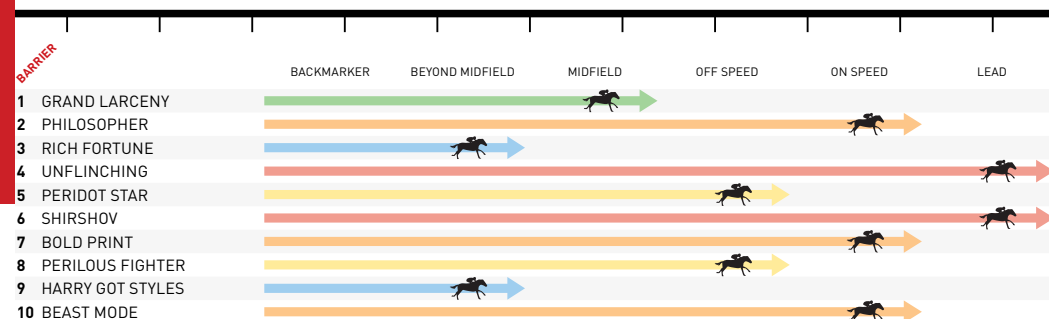 BARRIER
BACKMARKER BEYOND MIDFIELD MIDFIELD OFF SPEED ON SPEED LEAD
1 GRAND LARCENY
2 PHILOSOPHER
3 RICH FORTUNE
4 UNFLINCHING
5 PERIDOT STAR
6 SHIRSHOV
7 BOLD PRINT
8 PERILOUS FIGHTER
9 HARRY GOT STYLES
10 BEAST MODE